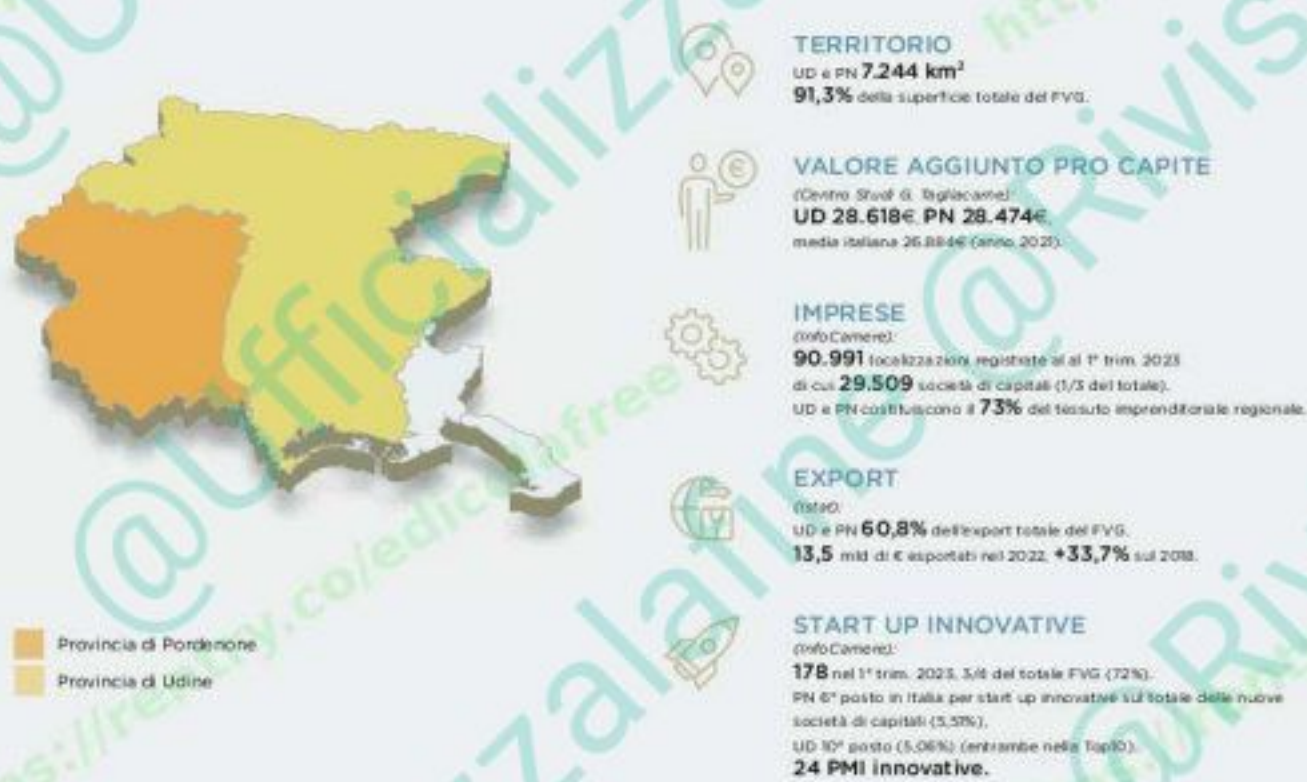 TERRITORIO
UD e PN 7.244 km²
91,3% della superficie totale del FVG.
VALORE AGGIUNTO PRO CAPITE
(Centro Studi G. Tagliacarne):
UD 28.618€, PN 28.474€,
media italiana 26.884€ (anno 2021).
IMPRESE
(InfoCamere):
90.991 localizzazioni registrate al al 1° trim. 2023
di cui 29.509 società di capitali (1/3 del totale).
UD e PN costituiscono il 73% del tessuto imprenditoriale regionale.
EXPORT
(Istat):
UD e PN 60,8% dell'export totale del FVG.
13,5 mld di € esportati nel 2022, +33,7% sul 2018.
START UP INNOVATIVE
(InfoCamere):
178 nel 1° trim. 2023, 3/4 del totale FVG (72%).
PN 6° posto in Italia per start up innovative sul totale delle nuove
società di capitali
UD 10° posto (5,06%) (entrambe nella Top10).
24 PMI innovative.
Provincia di Pordenone
Provincia di Udine